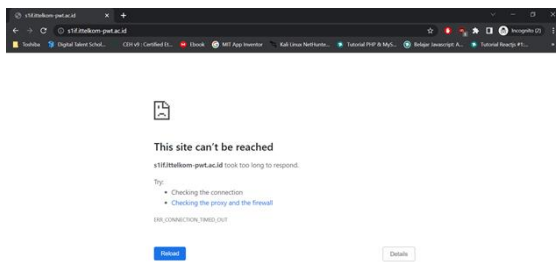 s1if.ittelkom-pwt.ac.id
s1if.ittelkom-pwt.ac.id
Incognito (2)
Toshiba Digital Talent Schol... CEH v9 : Certified Et... Ebook MIT App Inventor Kali Linux NetHunte... Tutorial PHP & MyS... Belajar Javascript: A... Tutorial Reactjs #1:...
This site can't be reached
s1if.ittelkom-pwt.ac.id took too long to respond.
Try:
• Checking the connection
• Checking the proxy and the firewall
ERR_CONNECTION_TIMED_OUT
Reload Details